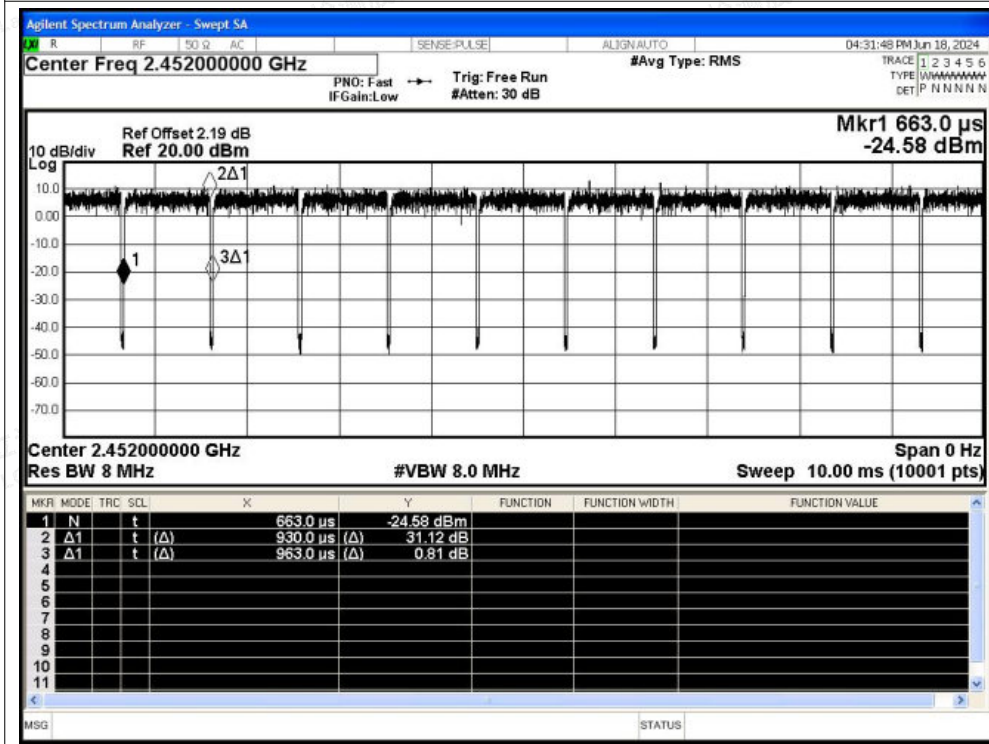 Agilent Spectrum Analyzer - Swept SA
LXI R RF 50 Ω AC SENSE:PULSE ALIGN AUTO 04:31:48 PM Jun 18, 2024
Center Freq 2.452000000 GHz #Avg Type: RMS TRACE 1 2 3 4 5 6
PNO: Fast Trig: Free Run TYPE WWWWWW
IFGain:Low #Atten: 30 dB DET P N N N N N
Mkr1 663.0 µs
Ref Offset 2.19 dB
10 dB/div Ref 20.00 dBm -24.58 dBm
Log
2Δ1
10.0
0.00
-10.0
1 3Δ1
-20.0
-30.0
-40.0
-50.0
-60.0
-70.0
Center 2.452000000 GHz Span 0 Hz
Res BW 8 MHz #VBW 8.0 MHz Sweep 10.00 ms (10001 pts)
MKR MODE TRC SCL X Y FUNCTION FUNCTION WIDTH FUNCTION VALUE
1 N t 663.0 µs -24.58 dBm
2 Δ1 t (Δ) 930.0 µs (Δ) 31.12 dB
3 Δ1 t (Δ) 963.0 µs (Δ) 0.81 dB
4
5
6
7
8
9
10
11
MSG STATUS